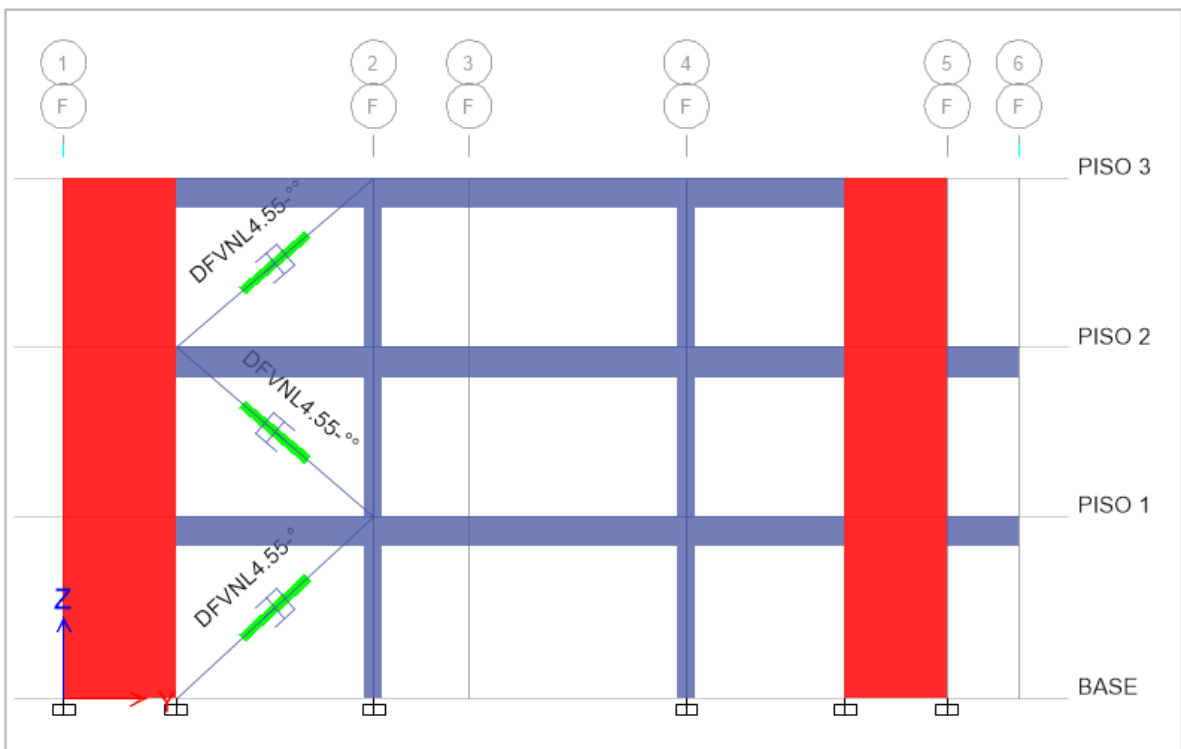 1 2 3 4 5 6
F F F F F F
PISO 3
DFVNL4.55-°°
PISO 2
DFVNL4.55-°°
PISO 1
DFVNL4.55-°
Z
Y
BASE